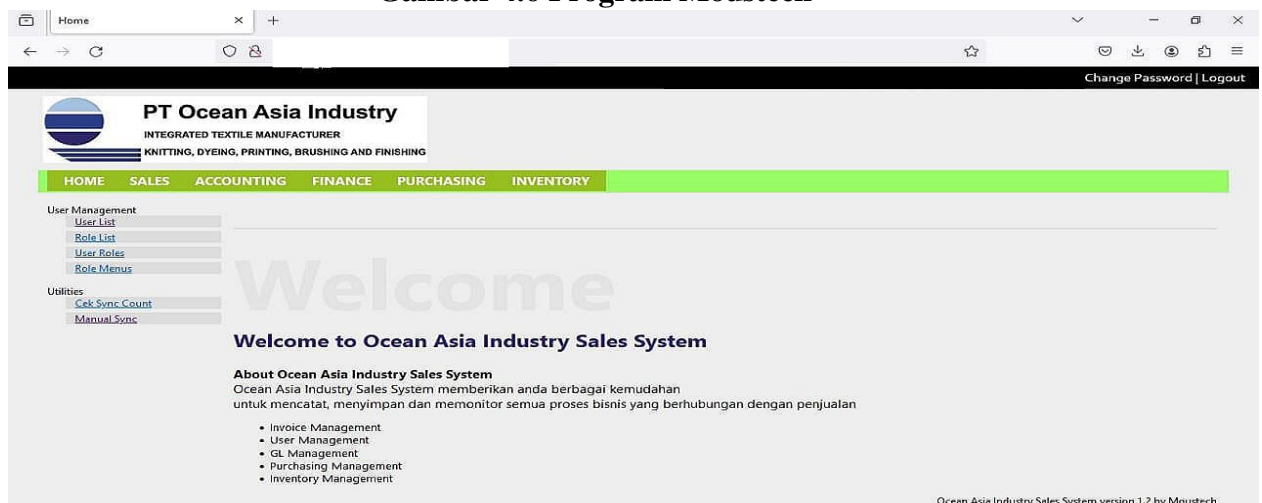 Program Moustech
Home
Change Password | Logout
PT Ocean Asia Industry
INTEGRATED TEXTILE MANUFACTURER
KNITTING, DYEING, PRINTING, BRUSHING AND FINISHING
HOME SALES ACCOUNTING FINANCE PURCHASING INVENTORY
User Management
User List
Role List
User Roles
Role Menus
Utilities
Cek Sync Count
Manual Sync
Welcome
Welcome to Ocean Asia Industry Sales System
About Ocean Asia Industry Sales System
Ocean Asia Industry Sales System memberikan anda berbagai kemudahan
untuk mencatat, menyimpan dan memonitor semua proses bisnis yang berhubungan dengan penjualan
• Invoice Management
• User Management
• GL Management
• Purchasing Management
• Inventory Management
Ocean Asia Industry Sales System version 1.2 by Moustech